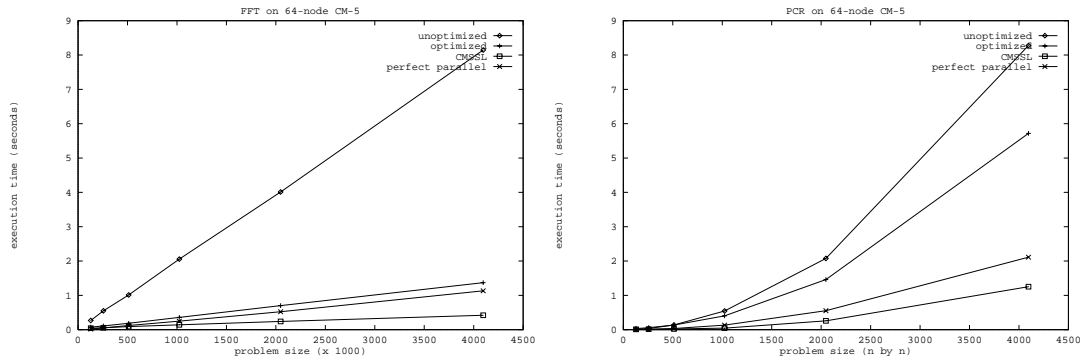 FFT on 64-node CM-5
execution time (seconds)
9
8
7
6
5
4
3
2
1
0
unoptimized
optimized
CMSSL
perfect parallel
0 500 1000 1500 2000 2500 3000 3500 4000 4500
problem size (x 1000)
PCR on 64-node CM-5
execution time (seconds)
9
8
7
6
5
4
3
2
1
0
unoptimized
optimized
CMSSL
perfect parallel
0 500 1000 1500 2000 2500 3000 3500 4000 4500
problem size (n by n)